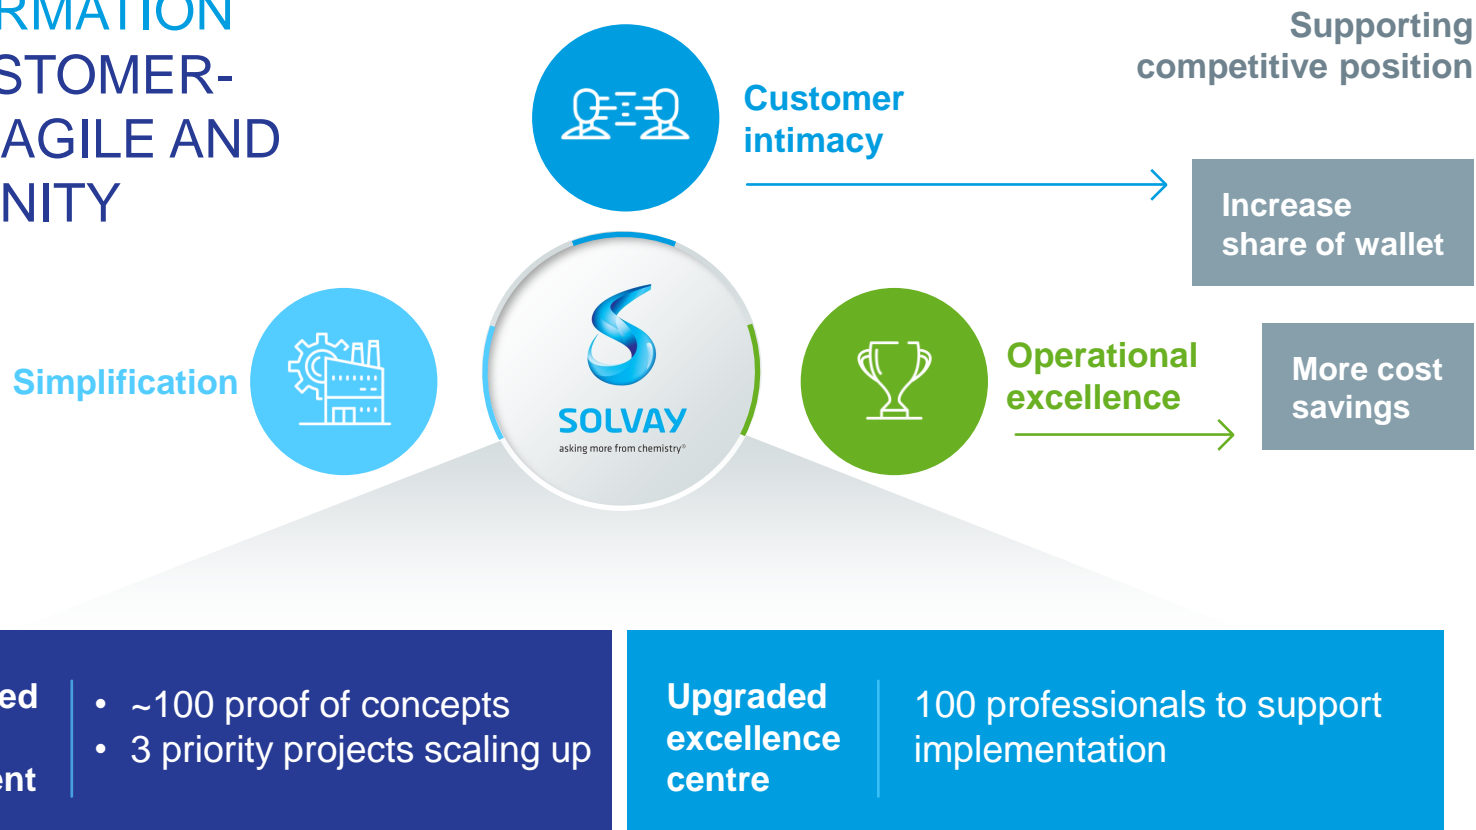 RMATION
STOMER-
AGILE AND
NITY
Supporting
competitive position
Customer
intimacy
Increase
share of wallet
Simplification
SOLVAY
asking more from chemistry®
Operational
excellence
More cost
savings
ed
ent
• ~100 proof of concepts
• 3 priority projects scaling up
Upgraded
excellence
centre
100 professionals to support
implementation